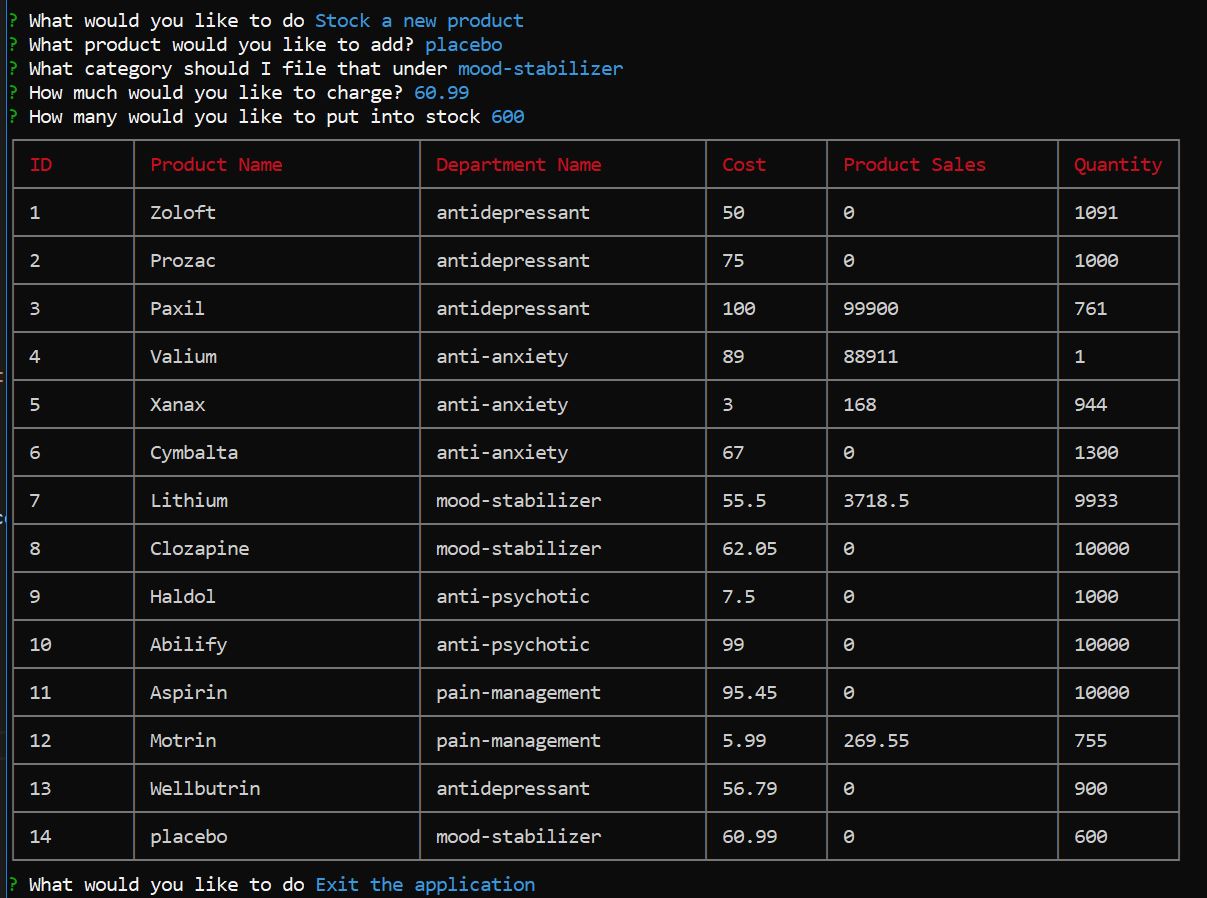 ? What would you like to do Stock a new product
? What product would you like to add? placebo
? What category should I file that under mood-stabilizer
? How much would you like to charge? 60.99
? How many would you like to put into stock 600
ID Product Name Department Name Cost Product Sales Quantity
1 Zoloft antidepressant 50 0 1091
2 Prozac antidepressant 75 0 1000
3 Paxil antidepressant 100 99900 761
4 Valium anti-anxiety 89 88911 1
5 Xanax anti-anxiety 3 168 944
6 Cymbalta anti-anxiety 67 0 1300
7 Lithium mood-stabilizer 55.5 3718.5 9933
8 Clozapine mood-stabilizer 62.05 0 10000
9 Haldol anti-psychotic 7.5 0 1000
10 Abilify anti-psychotic 99 0 10000
11 Aspirin pain-management 95.45 0 10000
12 Motrin pain-management 5.99 269.55 755
13 Wellbutrin antidepressant 56.79 0 900
14 placebo mood-stabilizer 60.99 0 600
? What would you like to do Exit the application